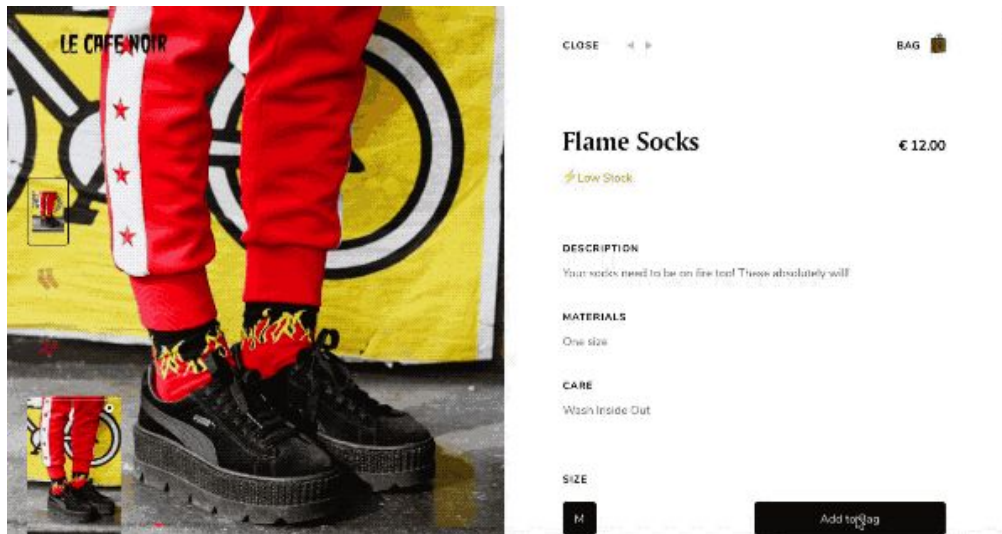 LE CAFE NOIR
CLOSE
BAG
Flame Socks
€ 12.00
⚡Low Stock
DESCRIPTION
Your socks need to be on fire too! These absolutely will!
MATERIALS
One size
CARE
Wash Inside Out
SIZE
M
Add to Bag